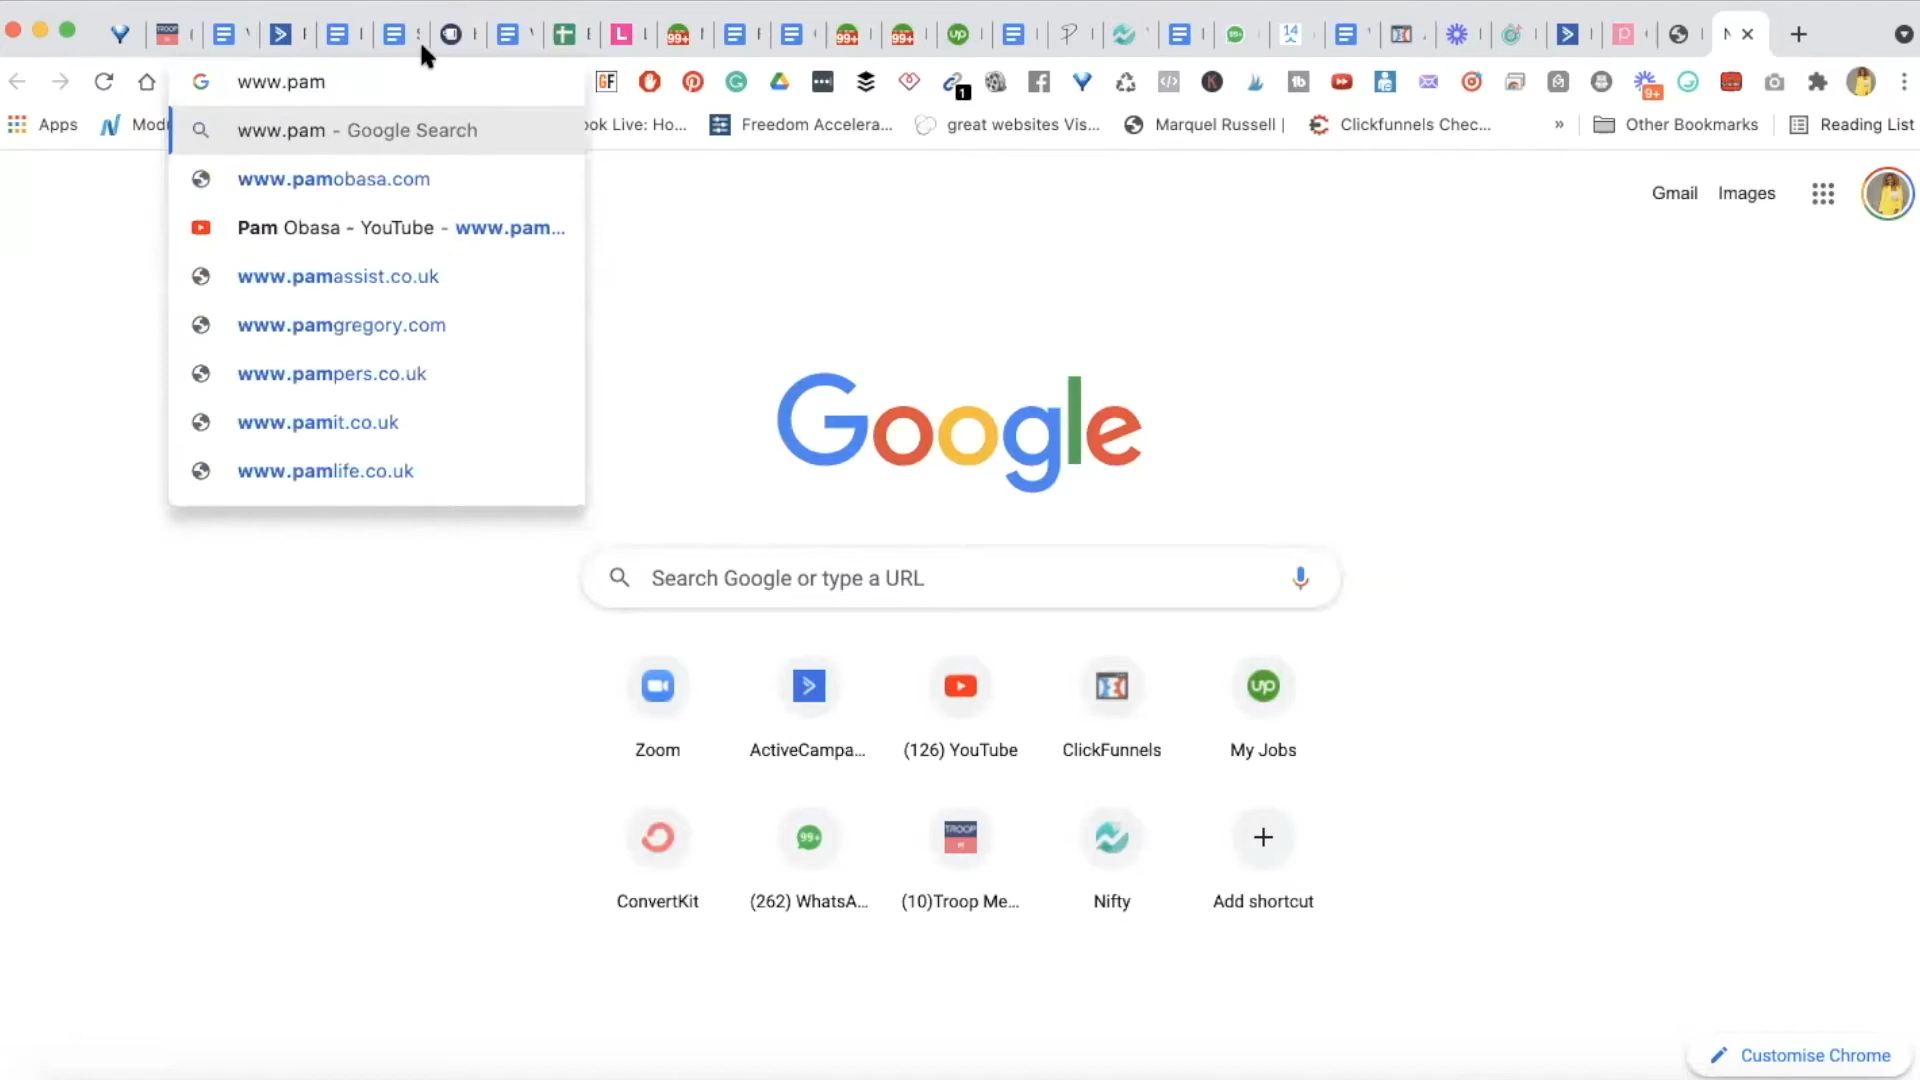 www.pam
www.pam - Google Search
www.pamobasa.com
Pam Obasa - YouTube - www.pam...
www.pamassist.co.uk
www.pamgregory.com
www.pampers.co.uk
www.pamit.co.uk
www.pamlife.co.uk
1
9+
Apps
ook Live: Ho...
Freedom Accelera...
great websites Vis...
Marquel Russell |
Clickfunnels Chec...
»
Other Bookmarks
Reading List
Gmail
Images
Google
Search Google or type a URL
Zoom
ActiveCampa...
(126) YouTube
ClickFunnels
My Jobs
ConvertKit
(262) WhatsA...
(10)Troop Me...
Nifty
Add shortcut
Customise Chrome